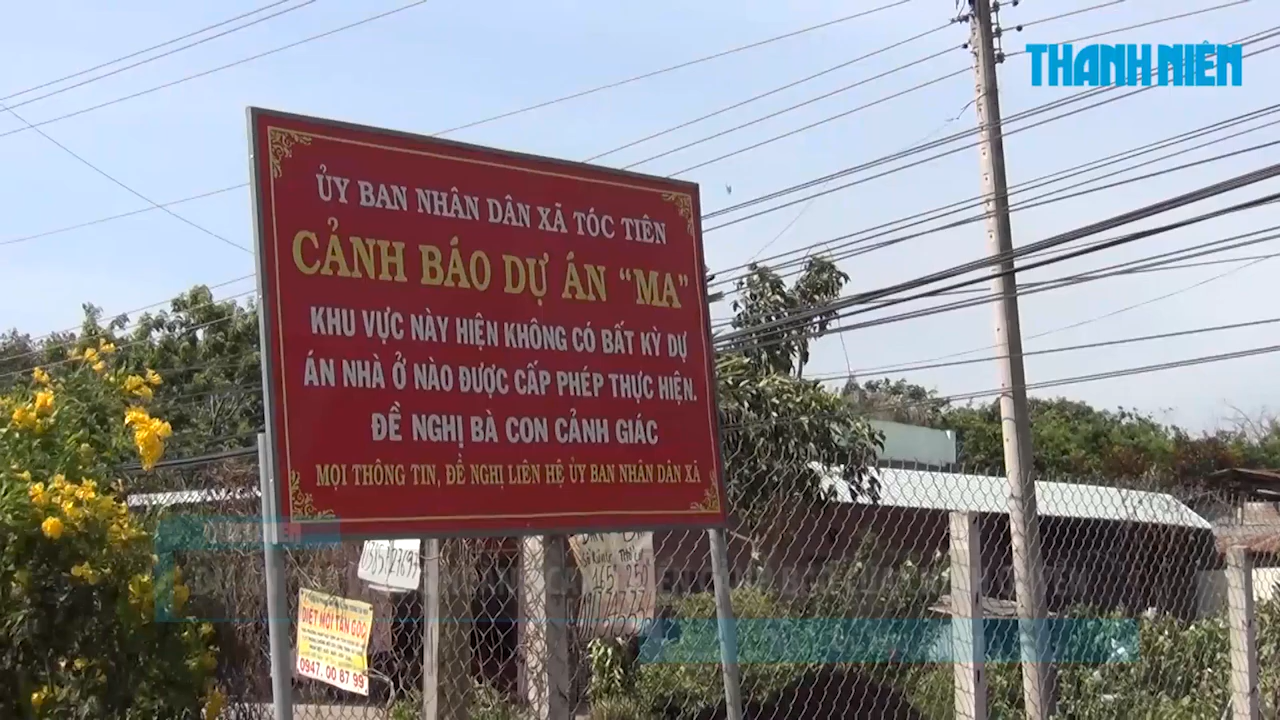 THANH NIÊN
ỦY BAN NHÂN DÂN XÃ TÓC TIÊN
CẢNH BÁO DỰ ÁN "MA"
KHU VỰC NÀY HIỆN KHÔNG CÓ BẤT KỲ DỰ
ÁN NHÀ Ở NÀO ĐƯỢC CẤP PHÉP THỰC HIỆN.
ĐỀ NGHỊ BÀ CON CẢNH GIÁC
MỌI THÔNG TIN, ĐỀ NGHỊ LIÊN HỆ ỦY BAN NHÂN DÂN XÃ
DIỆT MỐI TẬN GỐC
0947. 00 87 99